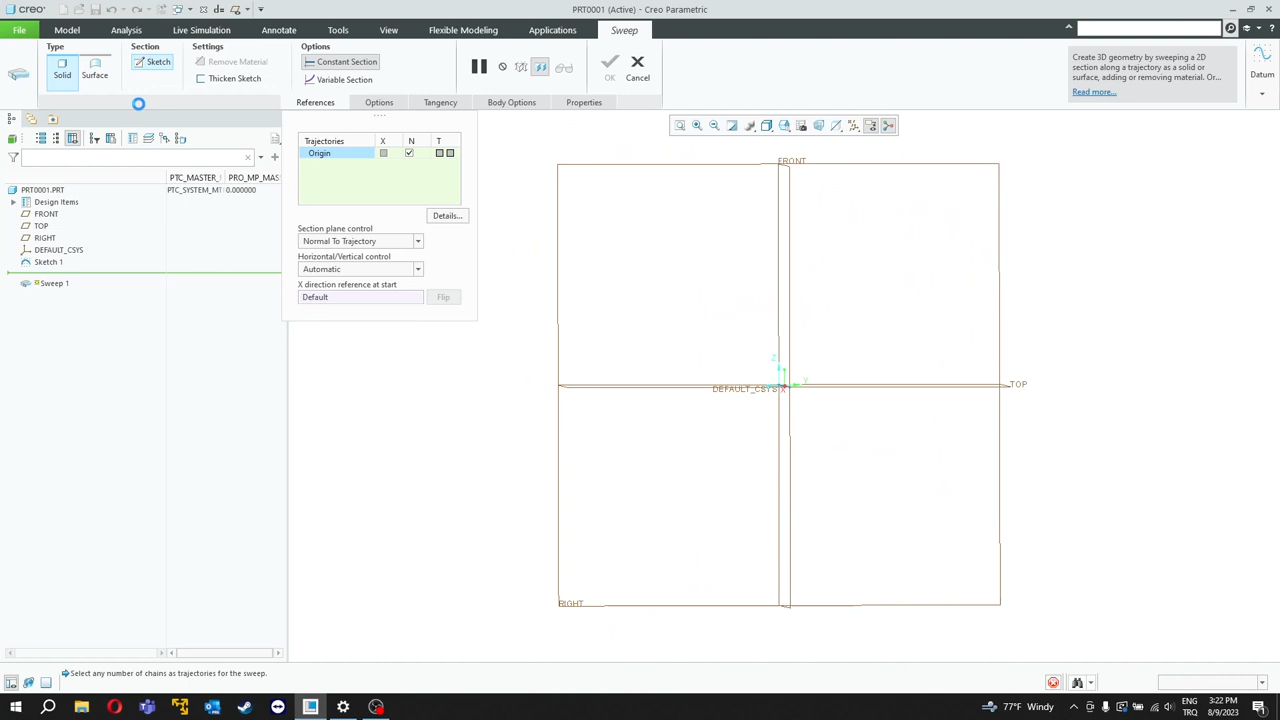 creo
PRT0001 (Active) - Creo Parametric
File
Model
Analysis
Live Simulation
Annotate
Tools
View
Flexible Modeling
Applications
Sweep
Type
Section
Settings
Options
Solid
Surface
Sketch
Remove Material
Thicken Sketch
Constant Section
Variable Section
OK
Cancel
Create 3D geometry by sweeping a 2D
section along a trajectory as a solid or
surface, adding or removing material. Or...
Read more...
Datum
References
Options
Tangency
Body Options
Properties
Trajectories X N T
Origin
Details...
Section plane control
Normal To Trajectory
Horizontal/Vertical control
Automatic
X direction reference at start
Default
Flip
PTC_MASTER_
PRO_MP_MAS
PRT0001.PRT
PTC_SYSTEM_MT
0.000000
Design Items
FRONT
TOP
RIGHT
DEFAULT_CSYS
Sketch 1
Sweep 1
FRONT
Z
Y
DEFAULT_CSYS
X
TOP
RIGHT
Select any number of chains as trajectories for the sweep.
77°F Windy
ENG
TRQ
3:22 PM
8/9/2023